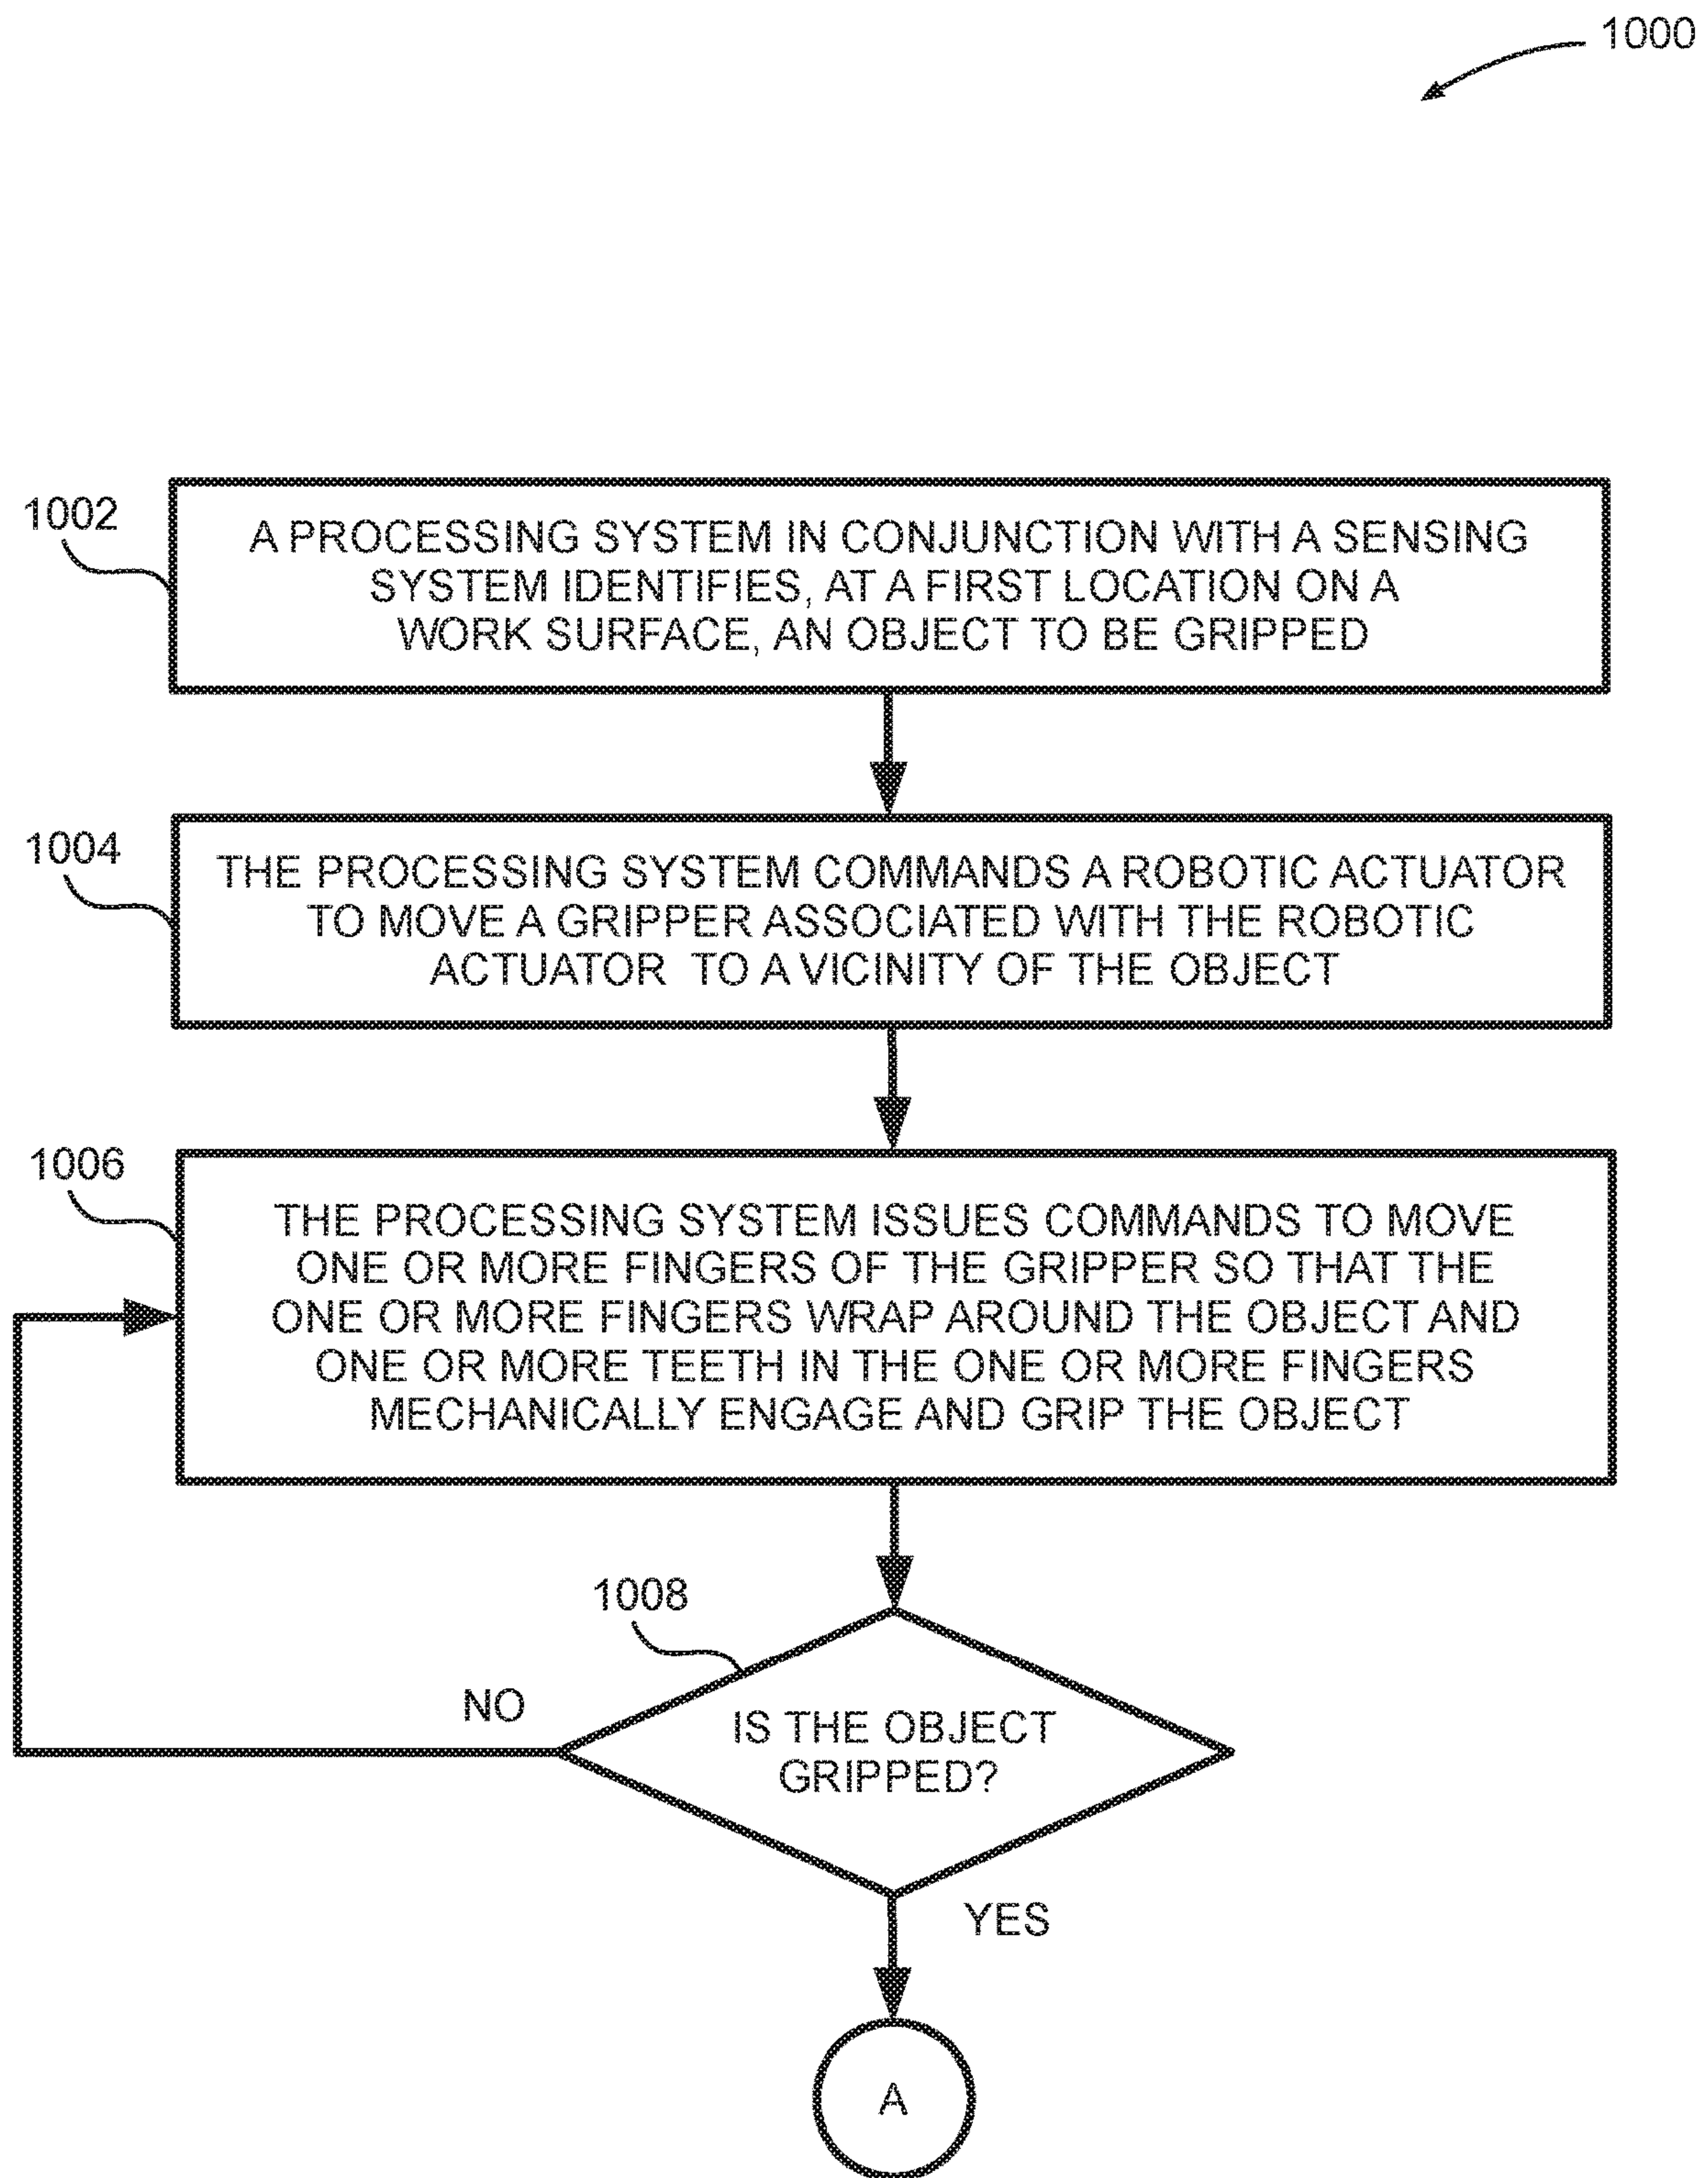 1000
1002
A PROCESSING SYSTEM IN CONJUNCTION WITH A SENSING
SYSTEM IDENTIFIES, AT A FIRST LOCATION ON A
WORK SURFACE, AN OBJECT TO BE GRIPPED
1004
THE PROCESSING SYSTEM COMMANDS A ROBOTIC ACTUATOR
TO MOVE A GRIPPER ASSOCIATED WITH THE ROBOTIC
ACTUATOR TO A VICINITY OF THE OBJECT
1006
THE PROCESSING SYSTEM ISSUES COMMANDS TO MOVE
ONE OR MORE FINGERS OF THE GRIPPER SO THAT THE
ONE OR MORE FINGERS WRAP AROUND THE OBJECT AND
ONE OR MORE TEETH IN THE ONE OR MORE FINGERS
MECHANICALLY ENGAGE AND GRIP THE OBJECT
1008
NO
IS THE OBJECT
GRIPPED?
YES
A